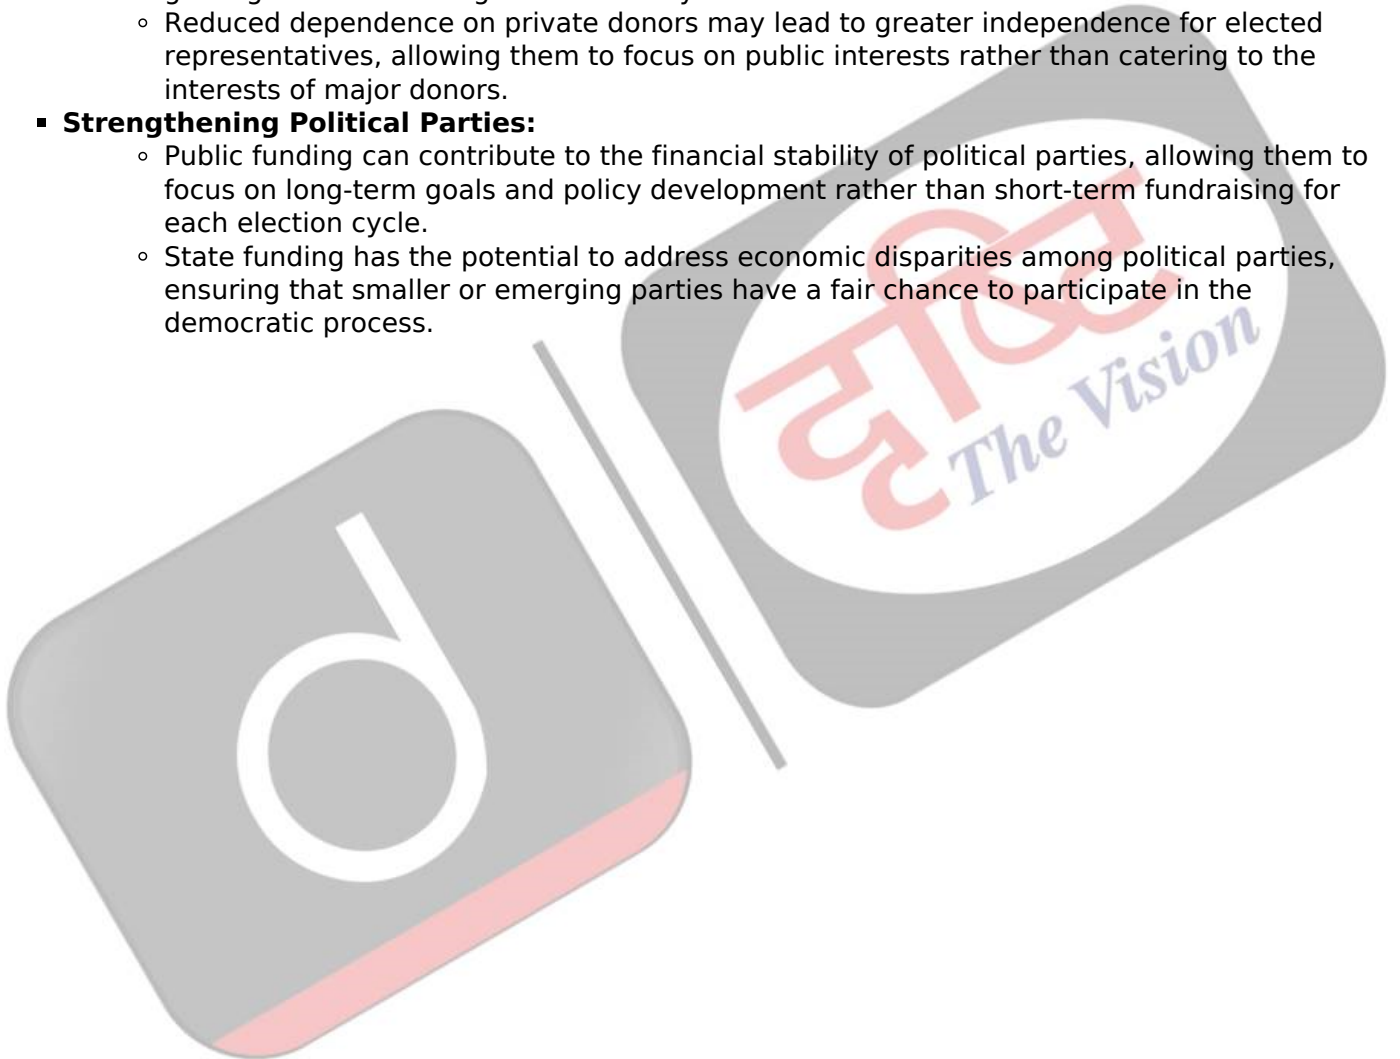 ◦ Reduced dependence on private donors may lead to greater independence for elected
representatives, allowing them to focus on public interests rather than catering to the
interests of major donors.
▪ Strengthening Political Parties:
◦ Public funding can contribute to the financial stability of political parties, allowing them to
focus on long-term goals and policy development rather than short-term fundraising for
each election cycle.
◦ State funding has the potential to address economic disparities among political parties,
ensuring that smaller or emerging parties have a fair chance to participate in the
democratic process.
दृष्टि
The Vision
d